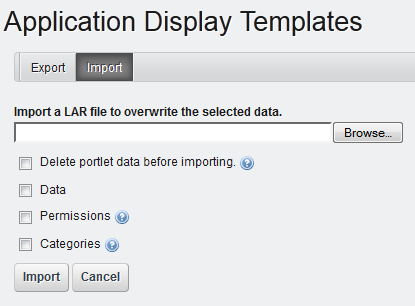 Application Display Templates
Export Import
Import a LAR file to overwrite the selected data.
Browse...
Delete portlet data before importing.
Data
Permissions
Categories
Import Cancel